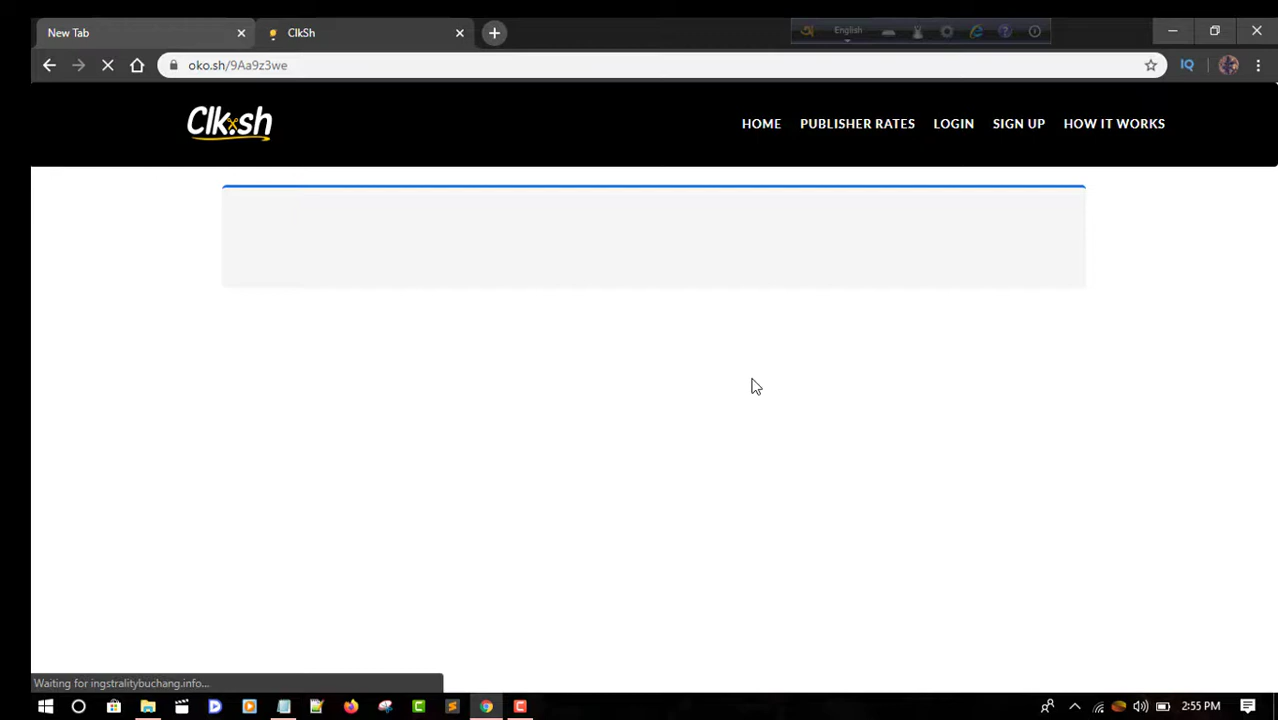 New Tab
ClkSh
English
oko.sh/9Aa9z3we
IQ
Clk.sh
HOME
PUBLISHER RATES
LOGIN
SIGN UP
HOW IT WORKS
Waiting for ingstralitybuchang.info...
2:55 PM